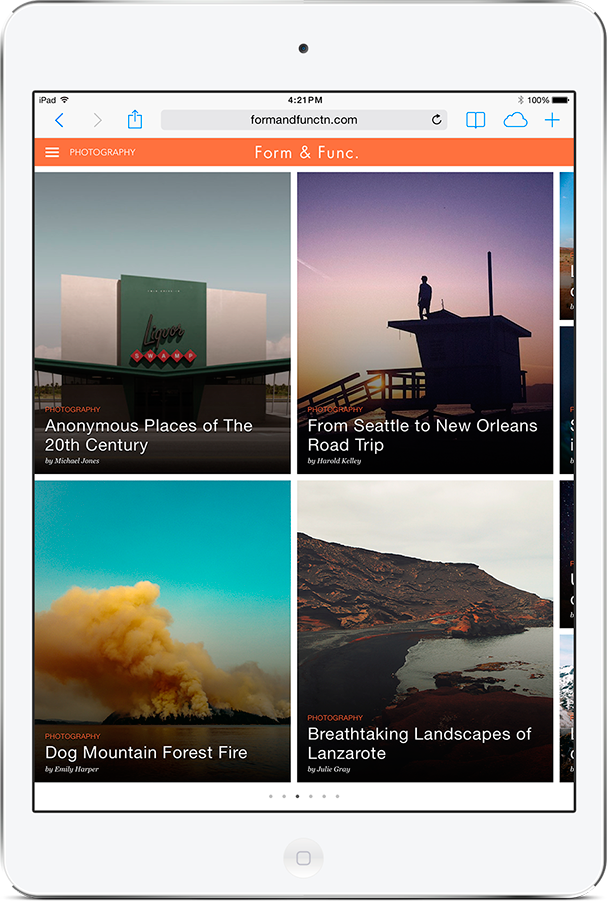 iPad
4:21PM
100%
formandfunctn.com
PHOTOGRAPHY
Form & Func.
Liquor
SWAMP
PHOTOGRAPHY
Anonymous Places of The
20th Century
by Michael Jones
PHOTOGRAPHY
From Seattle to New Orleans
Road Trip
by Harold Kelley
PHOTOGRAPHY
Dog Mountain Forest Fire
by Emily Harper
PHOTOGRAPHY
Breathtaking Landscapes of
Lanzarote
by Julie Gray